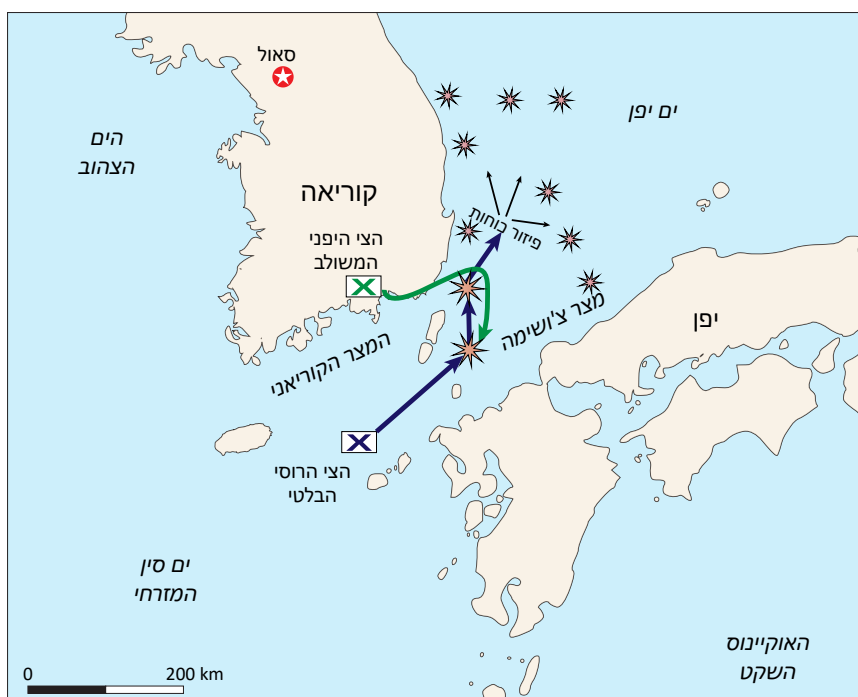 סאול
ים יפן
הים
הצהוב
קוריאה
פיזור כוחות
הצי היפני
המשולב
מצר צ'ושימה
יפן
המצר הקוריאני
הצי הרוסי
הבלטי
ים סין
המזרחי
האוקיינוס
השקט
0 200 km